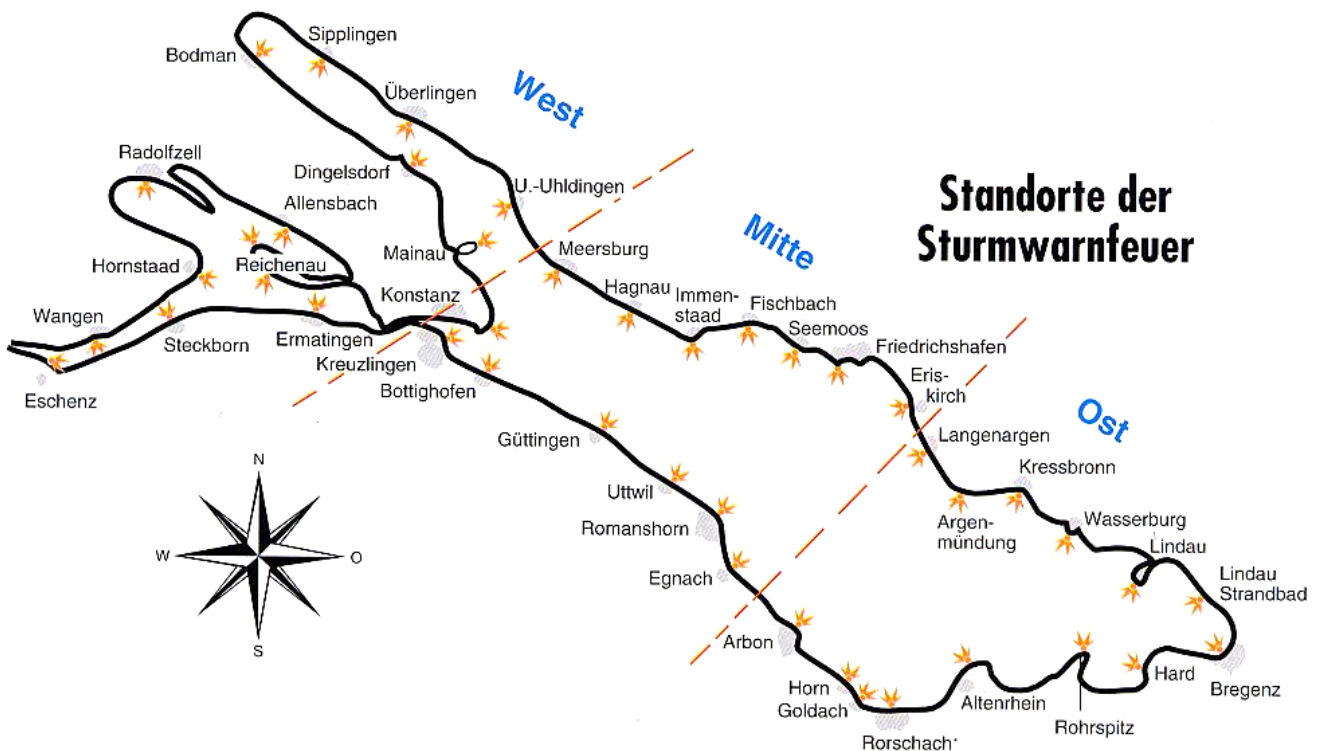 Sipplingen
Bodman
Überlingen
West
Radolfzell
Dingelsdorf
U.-Uhldingen
Allensbach
Standorte der
Sturmwarnfeuer
Mitte
Mainau
Meersburg
Hornstaad
Reichenau
Konstanz
Hagnau
Immen-
staad
Fischbach
Seemoos
Wangen
Ermatingen
Steckborn
Friedrichshafen
Kreuzlingen
Eris-
kirch
Bottighofen
Eschenz
Ost
Güttingen
Langenargen
Kressbronn
N
Uttwil
Argen-
mündung
Wasserburg
Romanshorn
Lindau
W
O
Egnach
Lindau
Strandbad
S
Arbon
Horn
Goldach
Altenrhein
Hard
Bregenz
Rohrspitz
Rorschach